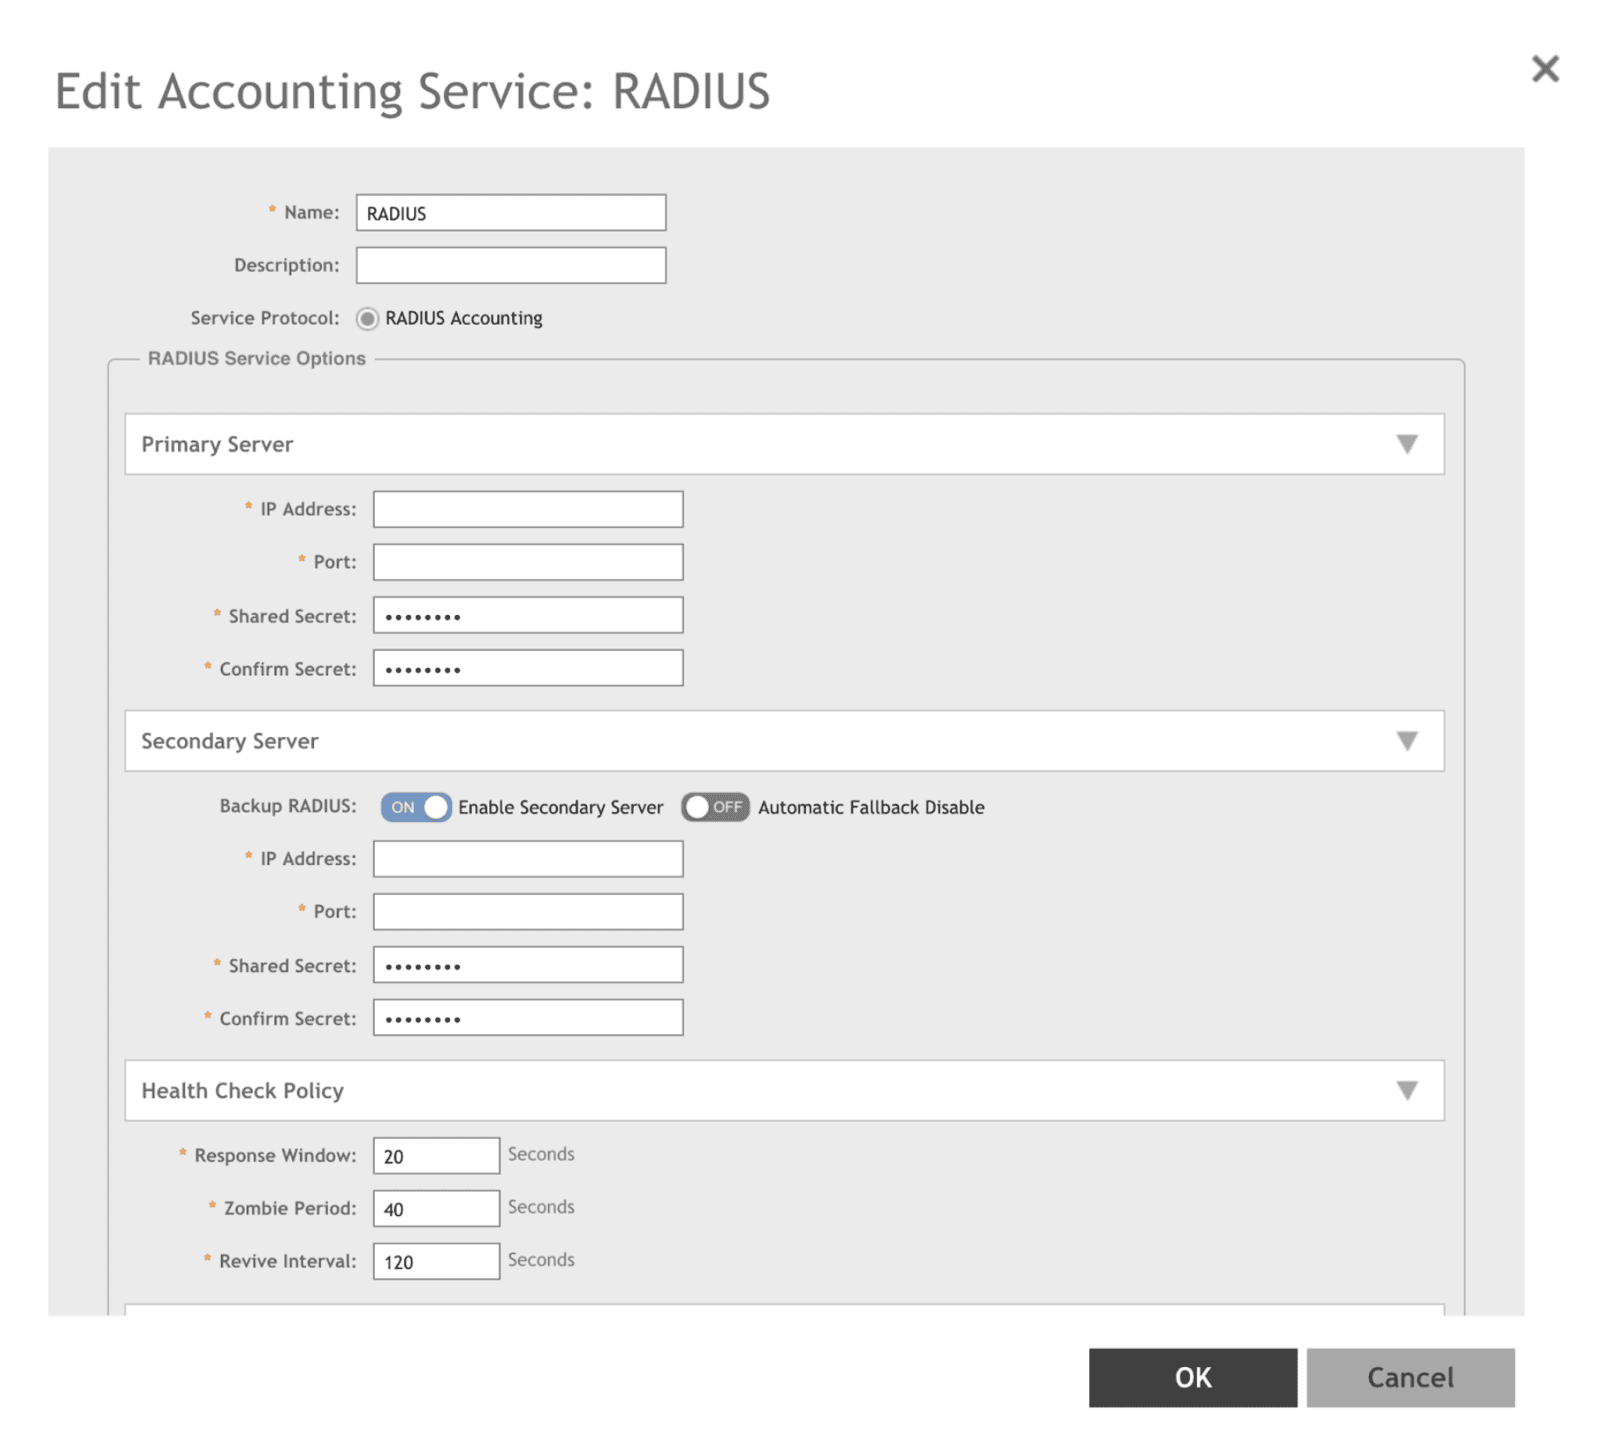 Edit Accounting Service: RADIUS
* Name: RADIUS
Description:
Service Protocol: RADIUS Accounting
RADIUS Service Options
Primary Server
* IP Address:
* Port:
* Shared Secret: ••••••••
* Confirm Secret: ••••••••
Secondary Server
Backup RADIUS: ON Enable Secondary Server OFF Automatic Fallback Disable
* IP Address:
* Port:
* Shared Secret: ••••••••
* Confirm Secret: ••••••••
Health Check Policy
* Response Window: 20 Seconds
* Zombie Period: 40 Seconds
* Revive Interval: 120 Seconds
OK Cancel